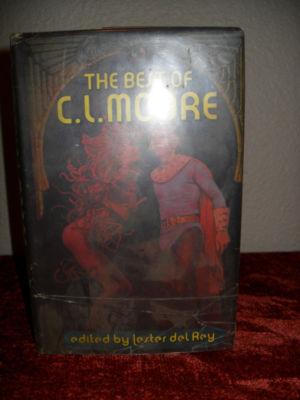 THE BEST OF
C.L.MOORE
edited by Lester del Rey